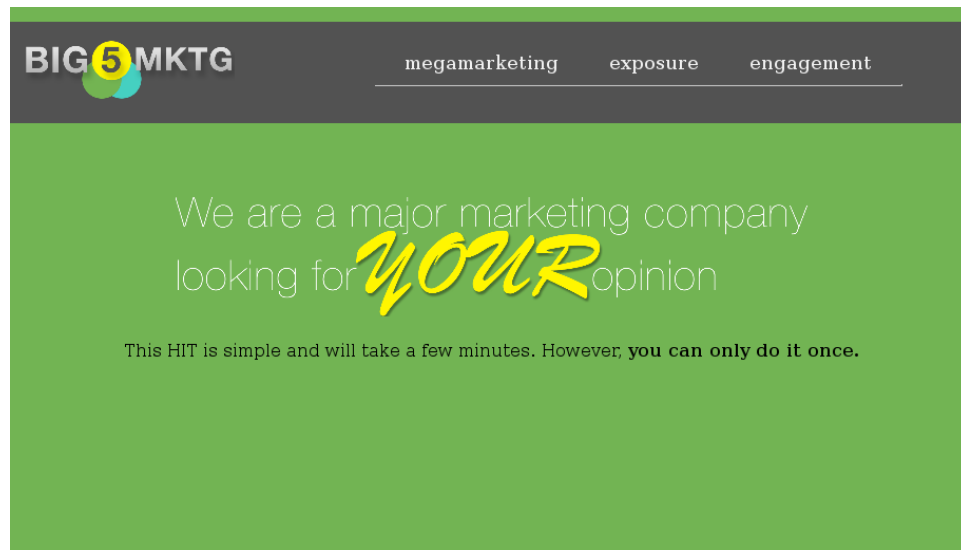 BIG5MKTG
megamarketing exposure engagement
We are a major marketing company
looking for YOUR opinion
This HIT is simple and will take a few minutes. However, you can only do it once.